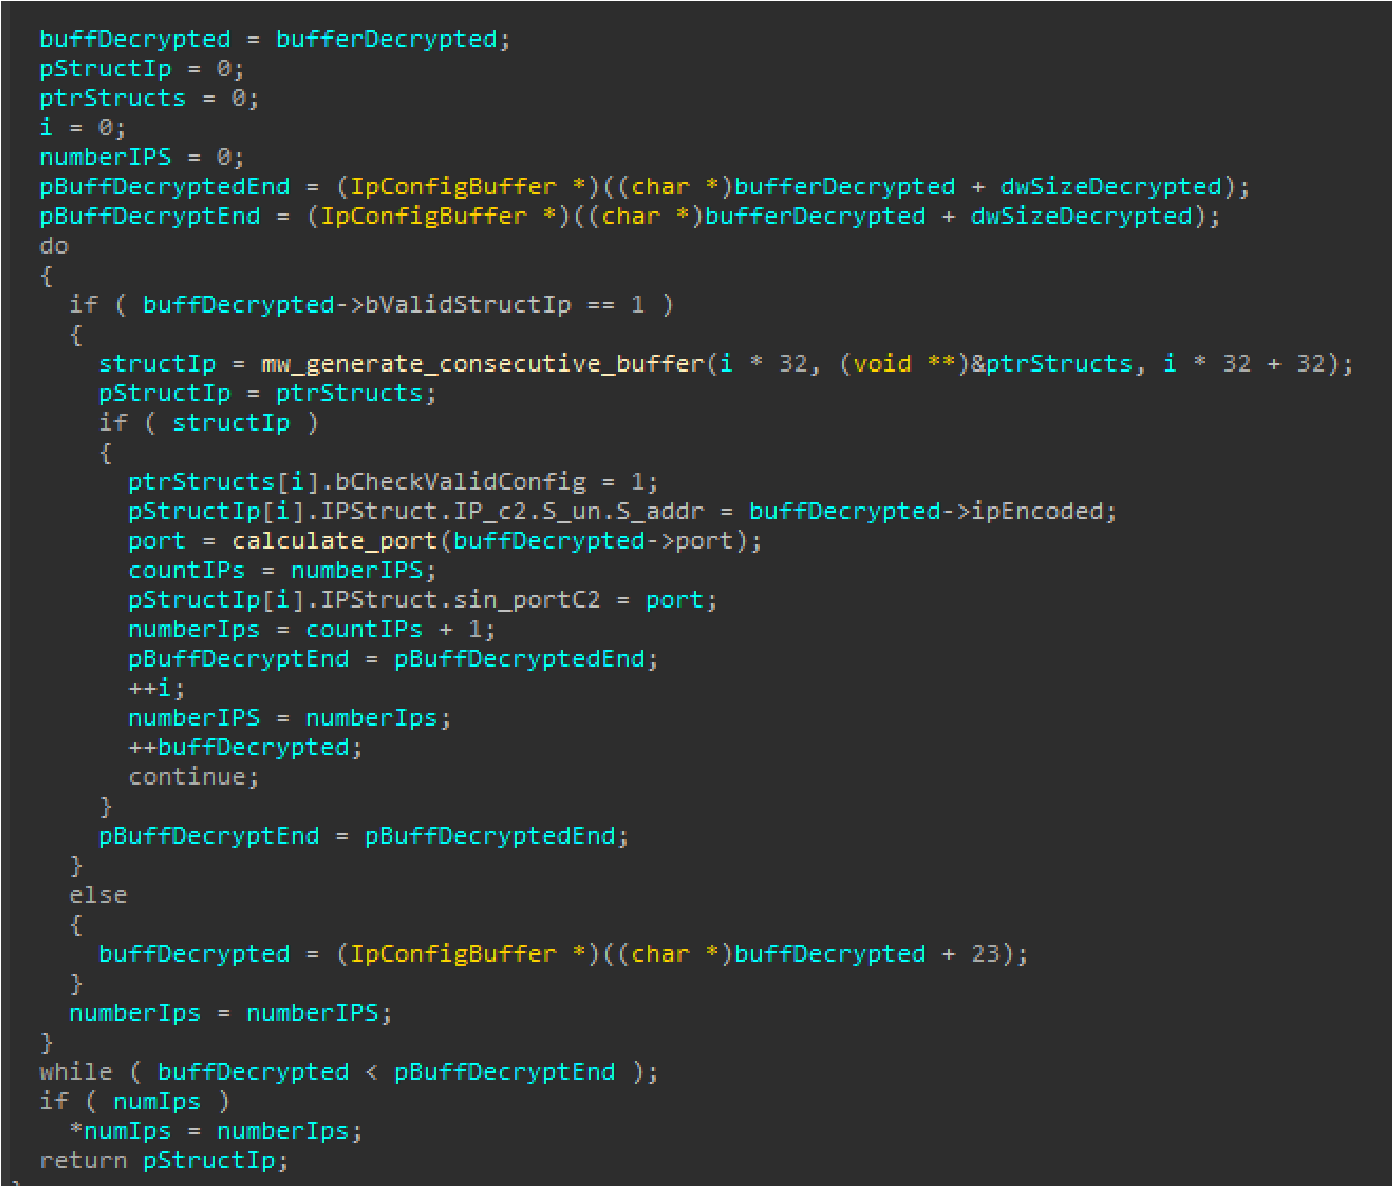 buffDecrypted = bufferDecrypted;
pStructIp = 0;
ptrStructs = 0;
i = 0;
numberIPS = 0;
pBuffDecryptedEnd = (IpConfigBuffer *)((char *)bufferDecrypted + dwSizeDecrypted);
pBuffDecryptEnd = (IpConfigBuffer *)((char *)bufferDecrypted + dwSizeDecrypted);
do
{
if ( buffDecrypted->bValidStructIp == 1 )
{
structIp = mw_generate_consecutive_buffer(i * 32, (void **)&ptrStructs, i * 32 + 32);
pStructIp = ptrStructs;
if ( structIp )
{
ptrStructs[i].bCheckValidConfig = 1;
pStructIp[i].IPStruct.IP_c2.S_un.S_addr = buffDecrypted->ipEncoded;
port = calculate_port(buffDecrypted->port);
countIPs = numberIPS;
pStructIp[i].IPStruct.sin_portC2 = port;
numberIps = countIPs + 1;
pBuffDecryptEnd = pBuffDecryptedEnd;
++i;
numberIPS = numberIps;
++buffDecrypted;
continue;
}
pBuffDecryptEnd = pBuffDecryptedEnd;
}
else
{
buffDecrypted = (IpConfigBuffer *)((char *)buffDecrypted + 23);
}
numberIps = numberIPS;
}
while ( buffDecrypted < pBuffDecryptEnd );
if ( numIps )
*numIps = numberIps;
return pStructIp;